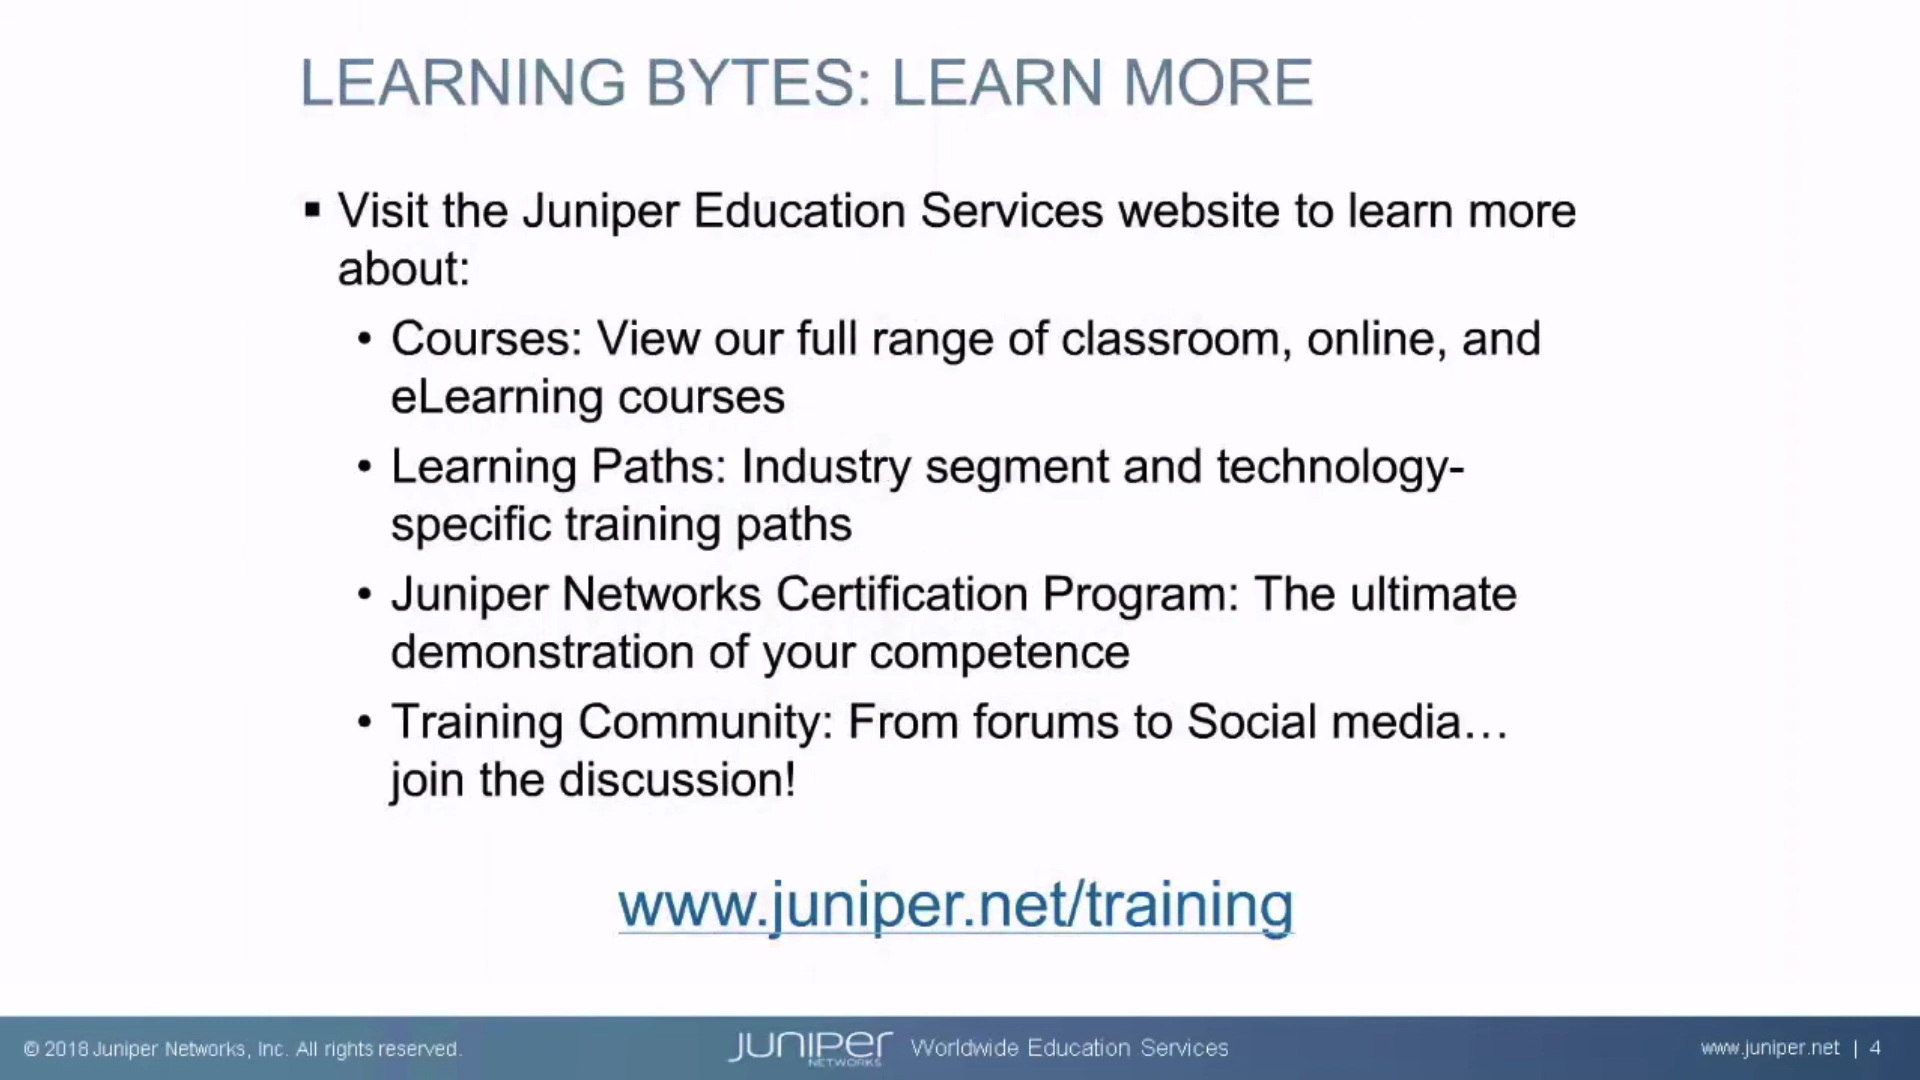 LEARNING BYTES: LEARN MORE
▪ Visit the Juniper Education Services website to learn more
about:
• Courses: View our full range of classroom, online, and
eLearning courses
• Learning Paths: Industry segment and technology-
specific training paths
• Juniper Networks Certification Program: The ultimate
demonstration of your competence
• Training Community: From forums to Social media…
join the discussion!
www.juniper.net/training
© 2018 Juniper Networks, Inc. All rights reserved. JUNIPER NETWORKS Worldwide Education Services www.juniper.net | 4